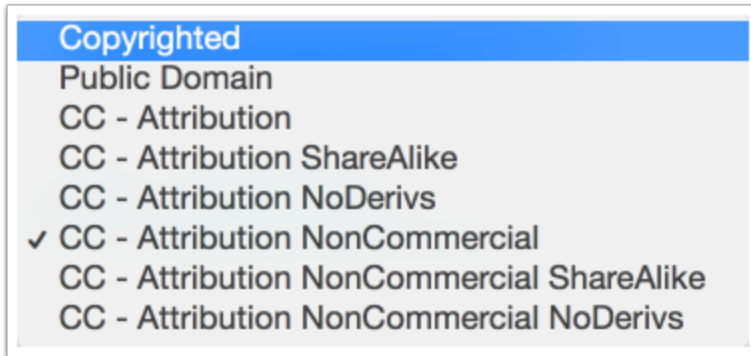 Copyrighted
Public Domain
CC - Attribution
CC - Attribution ShareAlike
CC - Attribution NoDerivs
✓ CC - Attribution NonCommercial
CC - Attribution NonCommercial ShareAlike
CC - Attribution NonCommercial NoDerivs